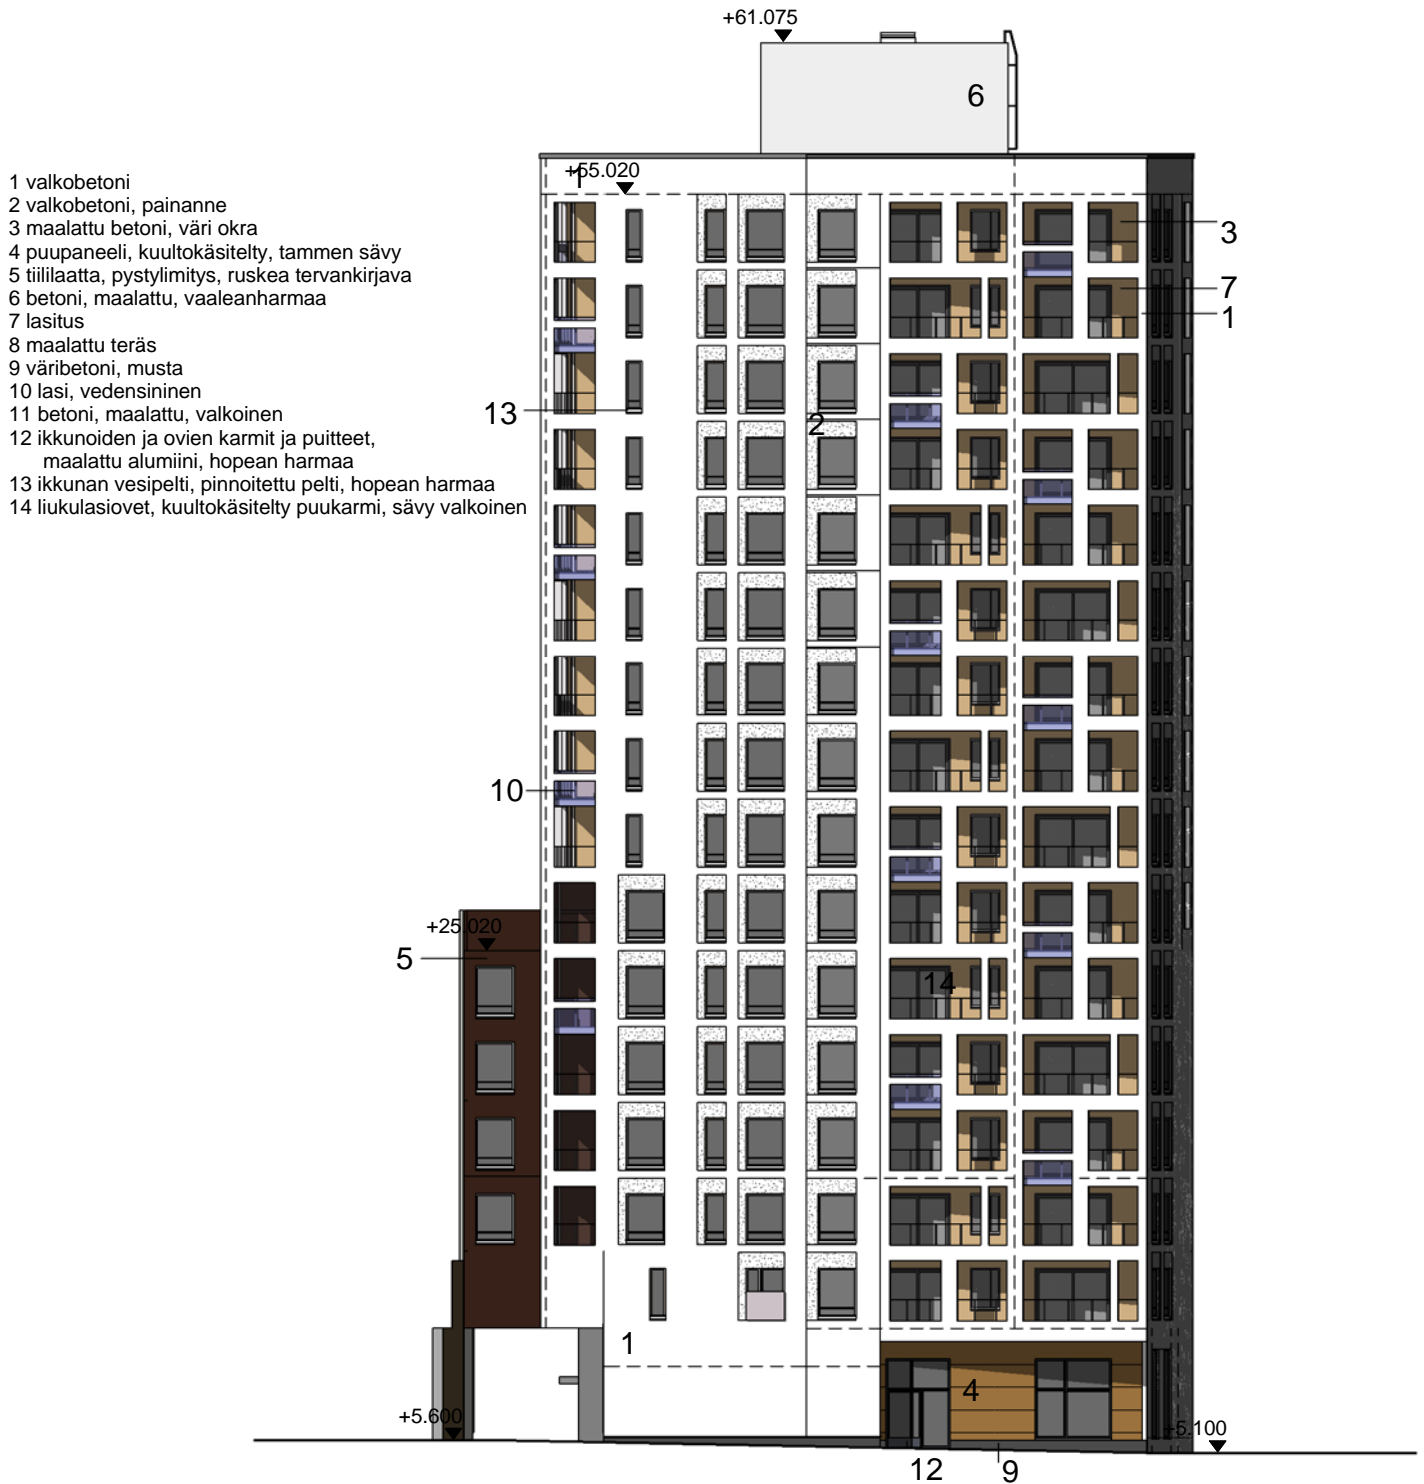 +61.075
6
+55.020
1
1 valkobetoni
2 valkobetoni, painanne
3 maalattu betoni, väri okra
4 puupaneeli, kuultokäsitelty, tammen sävy
5 tiililaatta, pystylimitys, ruskea tervankirjava
6 betoni, maalattu, vaaleanharmaa
7 lasitus
8 maalattu teräs
9 väribetoni, musta
10 lasi, vedensininen
11 betoni, maalattu, valkoinen
12 ikkunoiden ja ovien karmit ja puitteet,
maalattu alumiini, hopean harmaa
13 ikkunan vesipelti, pinnoitettu pelti, hopean harmaa
14 liukulasiovet, kuultokäsitelty puukarmi, sävy valkoinen
3
7
1
13
2
10
+25.020
5
14
1
4
+5.600
+5.100
12
9